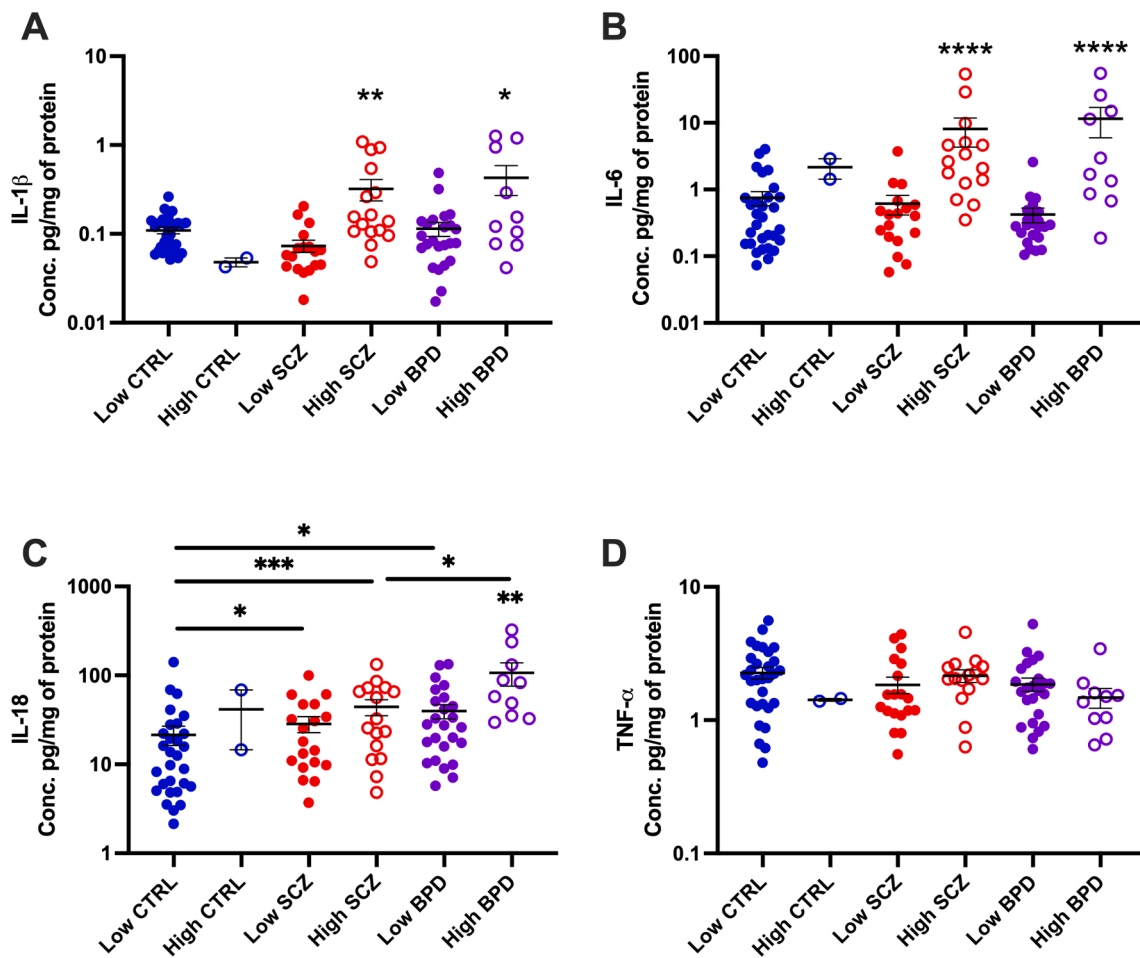 A
IL-1β
Conc. pg/mg of protein
10
1
0.1
0.01
**
*
Low CTRL
High CTRL
Low SCZ
High SCZ
Low BPD
High BPD
B
IL-6
Conc. pg/mg of protein
100
10
1
0.1
0.01
****
****
Low CTRL
High CTRL
Low SCZ
High SCZ
Low BPD
High BPD
C
IL-18
Conc. pg/mg of protein
1000
100
10
1
*
***
*
*
**
Low CTRL
High CTRL
Low SCZ
High SCZ
Low BPD
High BPD
D
TNF-α
Conc. pg/mg of protein
10
1
0.1
Low CTRL
High CTRL
Low SCZ
High SCZ
Low BPD
High BPD